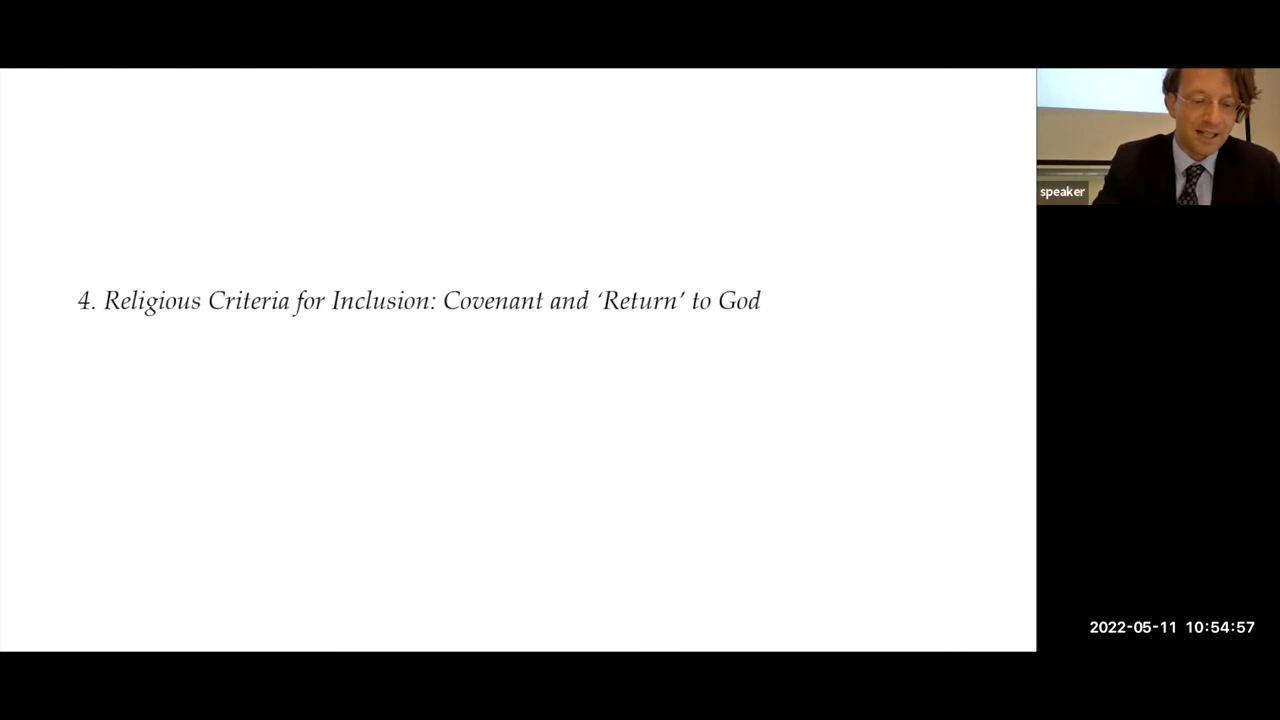 4. Religious Criteria for Inclusion: Covenant and ‘Return’ to God
speaker
2022-05-11 10:54:57